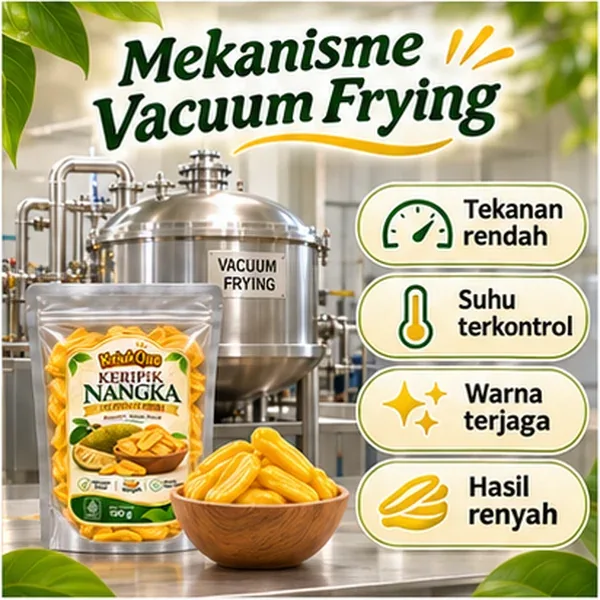 Mekanisme
Vacuum Frying
Tekanan
rendah
VACUUM
FRYING
Suhu
terkontrol
KERIPIK
NANGKA
Warna
terjaga
Hasil
renyah